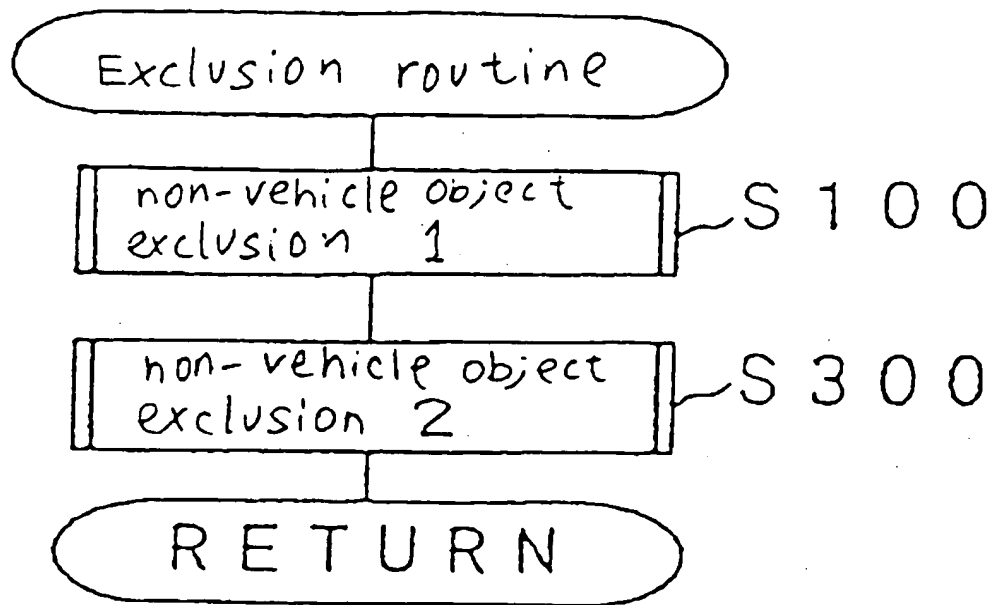 Exclusion routine
non-vehicle object
exclusion 1
S100
non-vehicle object
exclusion 2
S300
RETURN